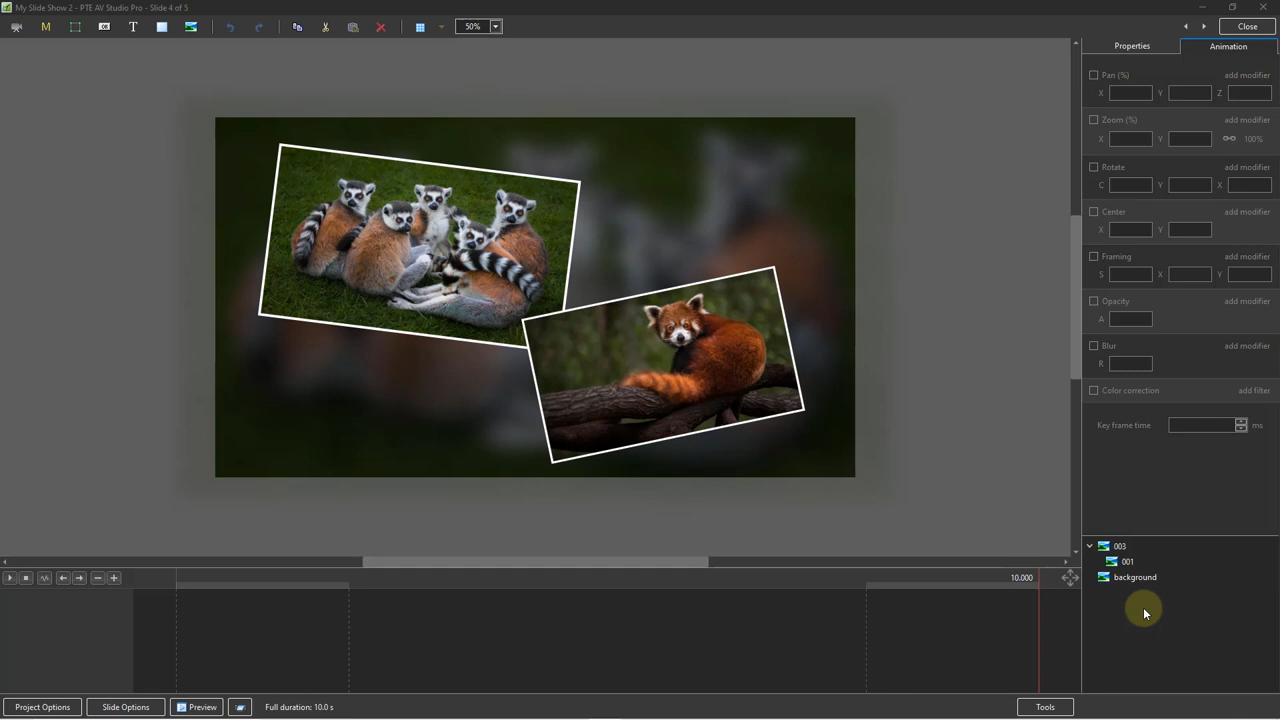 My Slide Show 2 - PTE AV Studio Pro - Slide 4 of 5
M
OK
T
50%
Close
Properties
Animation
Pan (%)
add modifier
X
Y
Z
Zoom (%)
add modifier
X
Y
100%
Rotate
add modifier
C
Y
X
Center
add modifier
X
Y
Framing
add modifier
S
X
Y
Opacity
add modifier
A
Blur
add modifier
R
Color correction
add filter
Key frame time
ms
003
001
background
10.000
Project Options
Slide Options
Preview
Full duration: 10.0 s
Tools